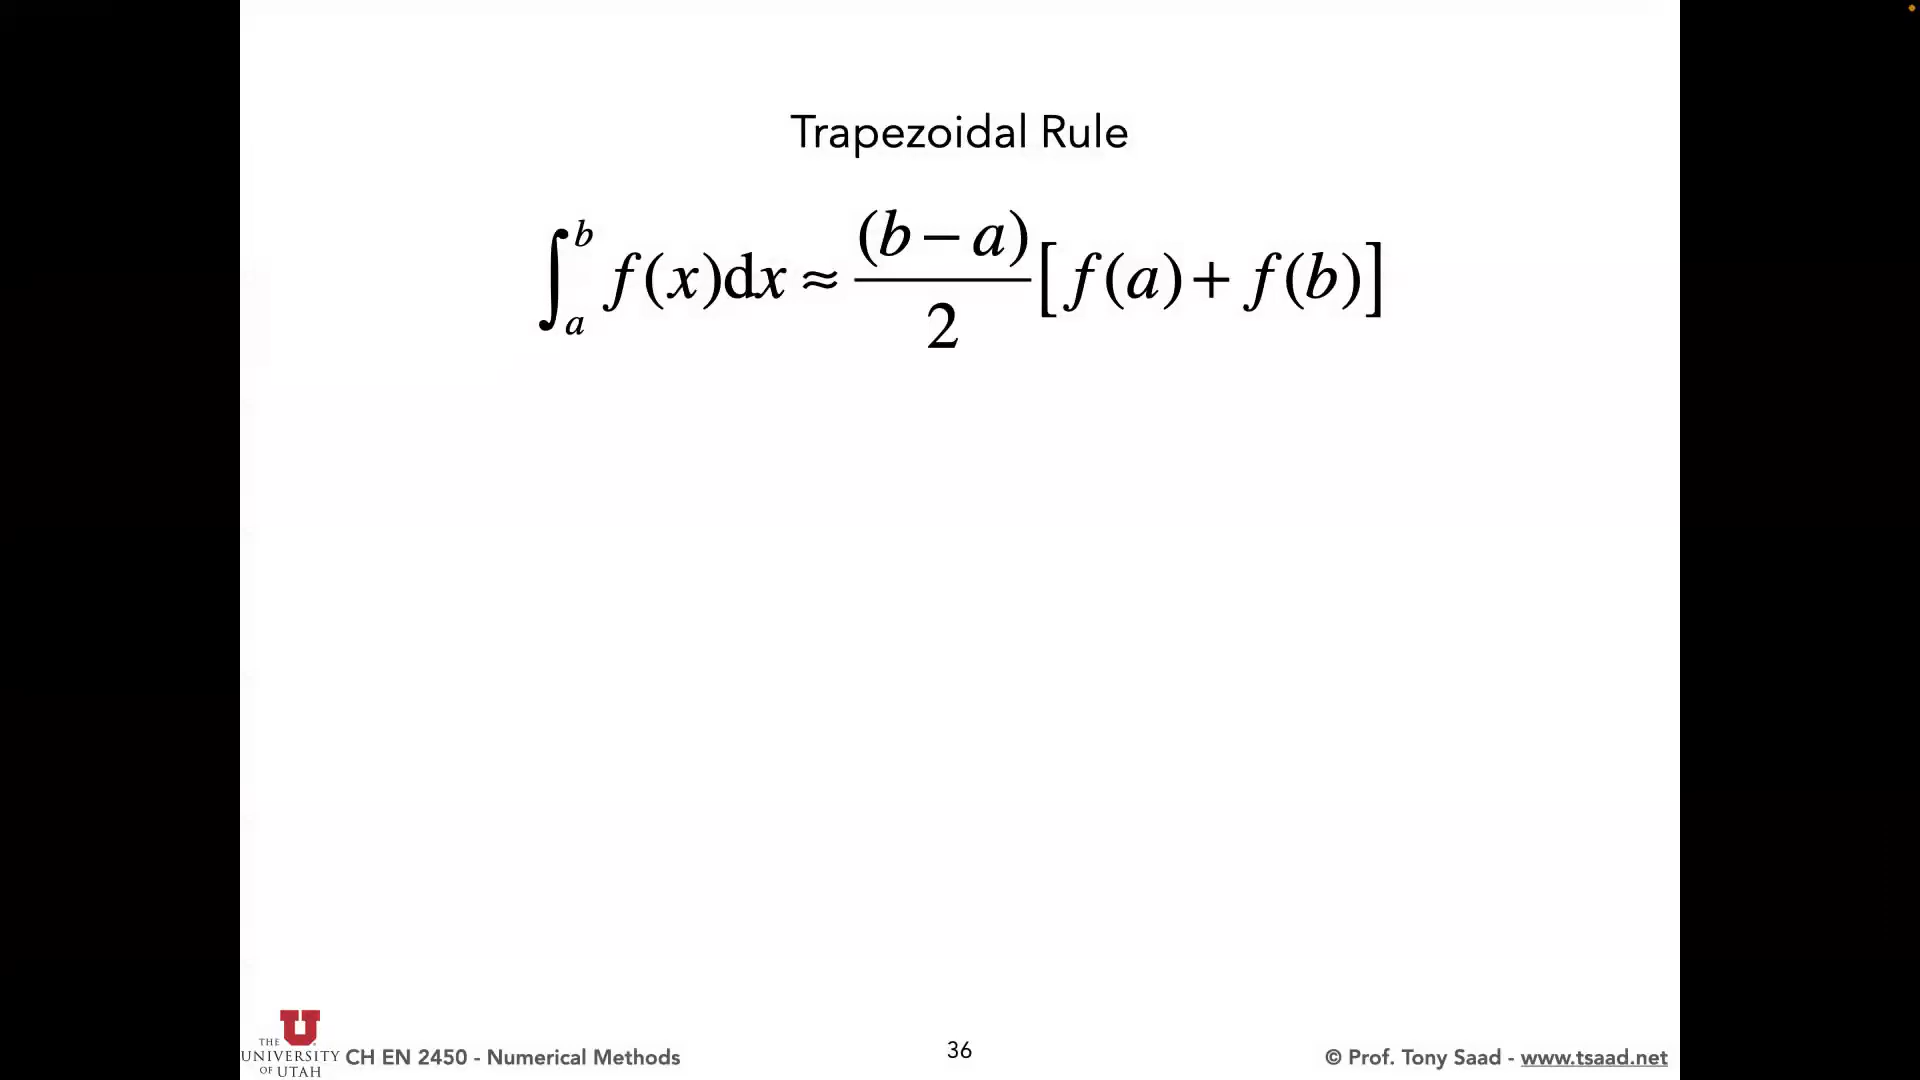 Trapezoidal Rule
∫_a^b f(x)dx ≈ (b − a)/2 [f(a) + f(b)]
THE
UNIVERSITY
OF UTAH
CH EN 2450 - Numerical Methods
36
© Prof. Tony Saad - www.tsaad.net